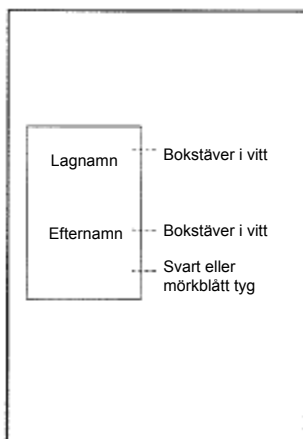 Lagnamn
Bokstäver i vitt
Efternamn
Bokstäver i vitt
Svart eller
mörkblått tyg